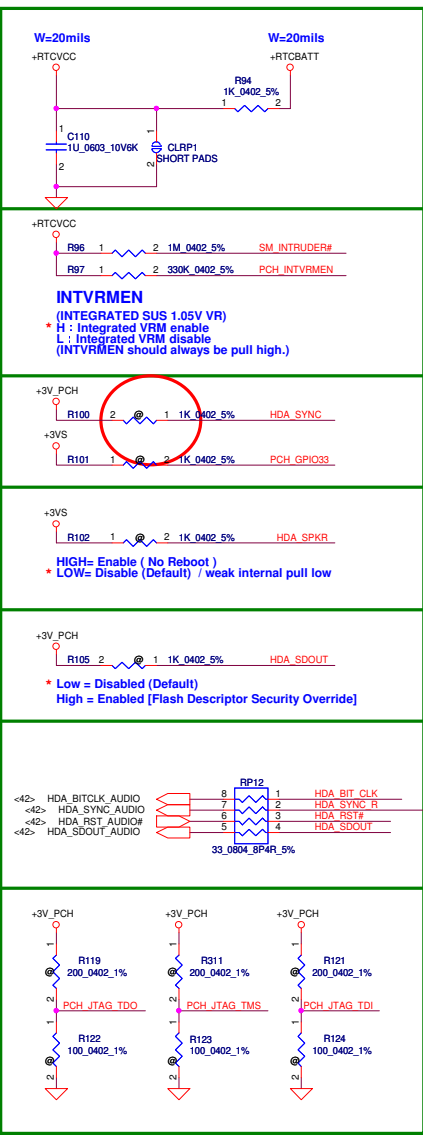 W=20mils W=20mils
+RTCVCC +RTCBATT
R94
1K_0402_5%
1 2
1
C110
1U_0603_10V6K
2
1
CLRP1
2
SHORT PADS
+RTCVCC
R96 1 2 1M_0402_5% SM_INTRUDER#
R97 1 2 330K_0402_5% PCH_INTVRMEN
INTVRMEN
(INTEGRATED SUS 1.05V VR)
* H : Integrated VRM enable
L : Integrated VRM disable
(INTVRMEN should always be pull high.)
+3V_PCH
R100 2 @ 1 1K_0402_5% HDA_SYNC
+3VS
R101 1 @ 2 1K_0402_5% PCH_GPIO33
+3VS
R102 1 @ 2 1K_0402_5% HDA_SPKR
HIGH= Enable ( No Reboot )
* LOW= Disable (Default) / weak internal pull low
+3V_PCH
R105 2 @ 1 1K_0402_5% HDA_SDOUT
* Low = Disabled (Default)
High = Enabled [Flash Descriptor Security Override]
RP12
<42> HDA_BITCLK_AUDIO 8 1 HDA_BIT_CLK
<42> HDA_SYNC_AUDIO 7 2 HDA_SYNC_R
<42> HDA_RST_AUDIO# 6 3 HDA_RST#
<42> HDA_SDOUT_AUDIO 5 4 HDA_SDOUT
33_0804_8P4R_5%
+3V_PCH +3V_PCH +3V_PCH
1 1 1
R119 R311 R121
@ 200_0402_1% @ 200_0402_1% @ 200_0402_1%
2 2 2
PCH_JTAG_TDO PCH_JTAG_TMS PCH_JTAG_TDI
1 1 1
R122 R123 R124
100_0402_1% 100_0402_1% 100_0402_1%
@ @ @
2 2 2